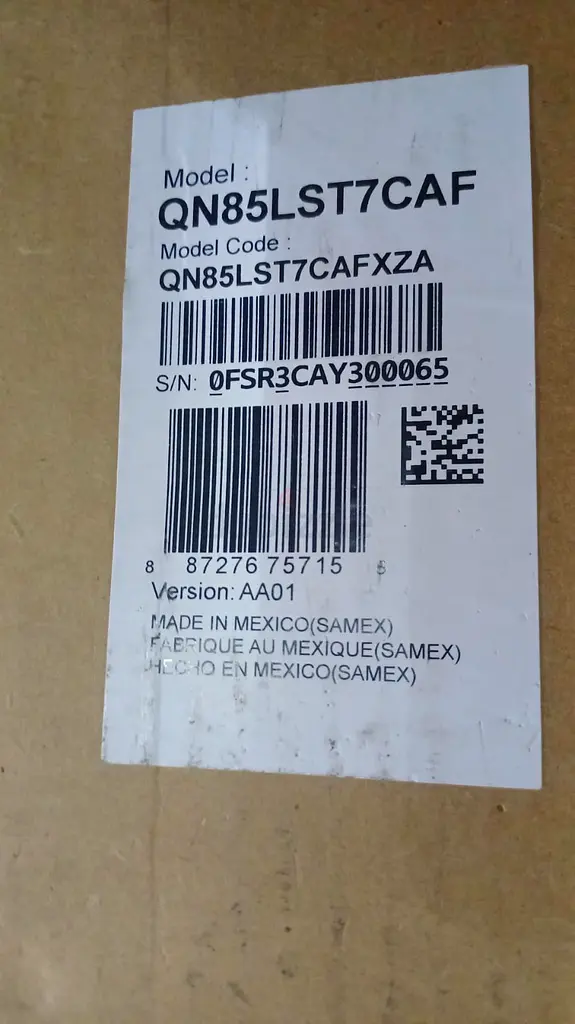 Model :
QN85LST7CAF
Model Code :
QN85LST7CAFXZA
S/N: 0FSR3CAY300065
8 87276 75715 5
Version: AA01
MADE IN MEXICO(SAMEX)
FABRIQUE AU MEXIQUE(SAMEX)
HECHO EN MEXICO(SAMEX)